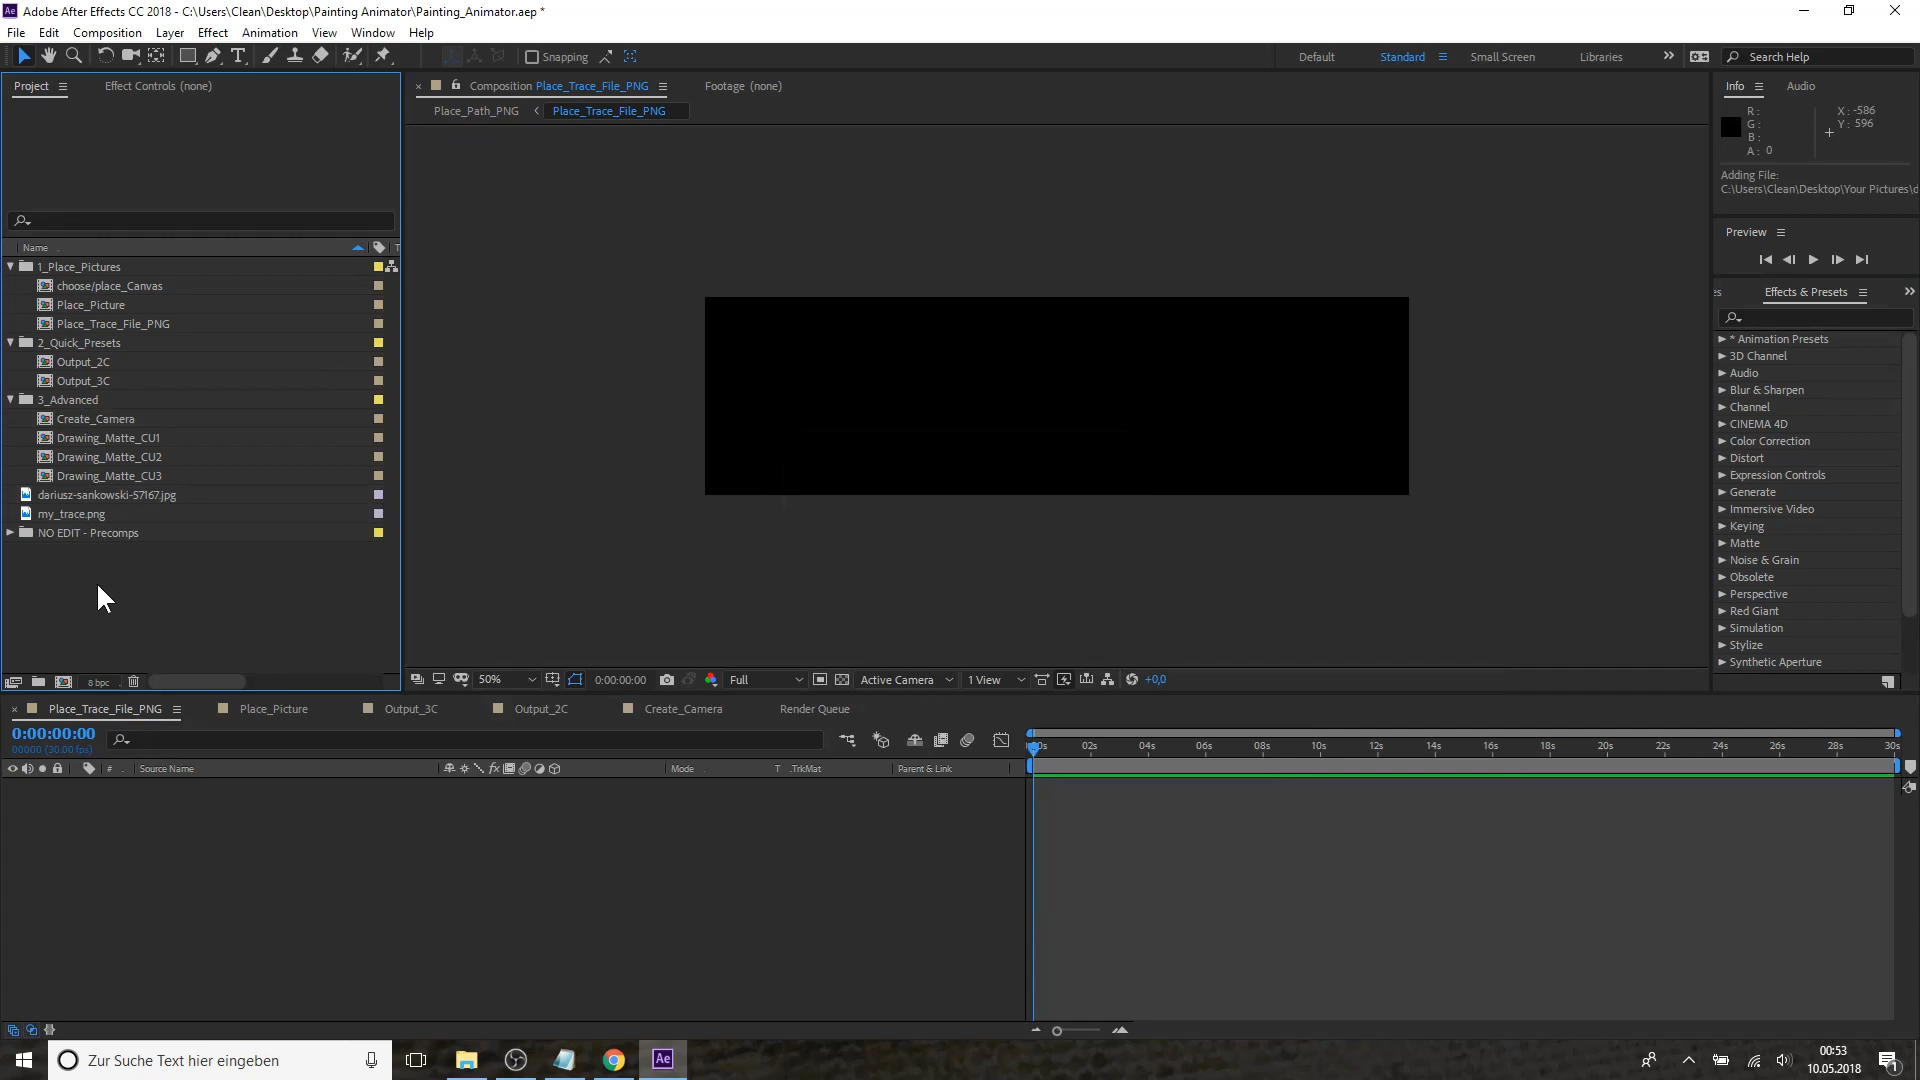 Adobe After Effects CC 2018 - C:\Users\Clean\Desktop\Painting Animator\Painting_Animator.aep *
File Edit Composition Layer Effect Animation View Window Help
Snapping
Default Standard Small Screen Libraries Search Help
Project Effect Controls (none)
Composition Place_Trace_File_PNG Footage (none)
Place_Path_PNG Place_Trace_File_PNG
Info Audio
R:
G:
B:
A: 0
X: -586
Y: 596
Adding File:
C:\Users\Clean\Desktop\Your Pictures\d
Preview
Effects & Presets
Name
1_Place_Pictures
choose/place_Canvas
Place_Picture
Place_Trace_File_PNG
2_Quick_Presets
Output_2C
Output_3C
3_Advanced
Create_Camera
Drawing_Matte_CU1
Drawing_Matte_CU2
Drawing_Matte_CU3
dariusz-sankowski-57167.jpg
my_trace.png
NO EDIT - Precomps
* Animation Presets
3D Channel
Audio
Blur & Sharpen
Channel
CINEMA 4D
Color Correction
Distort
Expression Controls
Generate
Immersive Video
Keying
Matte
Noise & Grain
Obsolete
Perspective
Red Giant
Simulation
Stylize
Synthetic Aperture
8 bpc
50% 0:00:00:00 Full Active Camera 1 View +0,0
Place_Trace_File_PNG Place_Picture Output_3C Output_2C Create_Camera Render Queue
0:00:00:00
00000 (30.00 fps)
02s 04s 06s 08s 10s 12s 14s 16s 18s 20s 22s 24s 26s 28s 30s
# Source Name Mode T .TrkMat Parent & Link
Zur Suche Text hier eingeben
00:53
10.05.2018